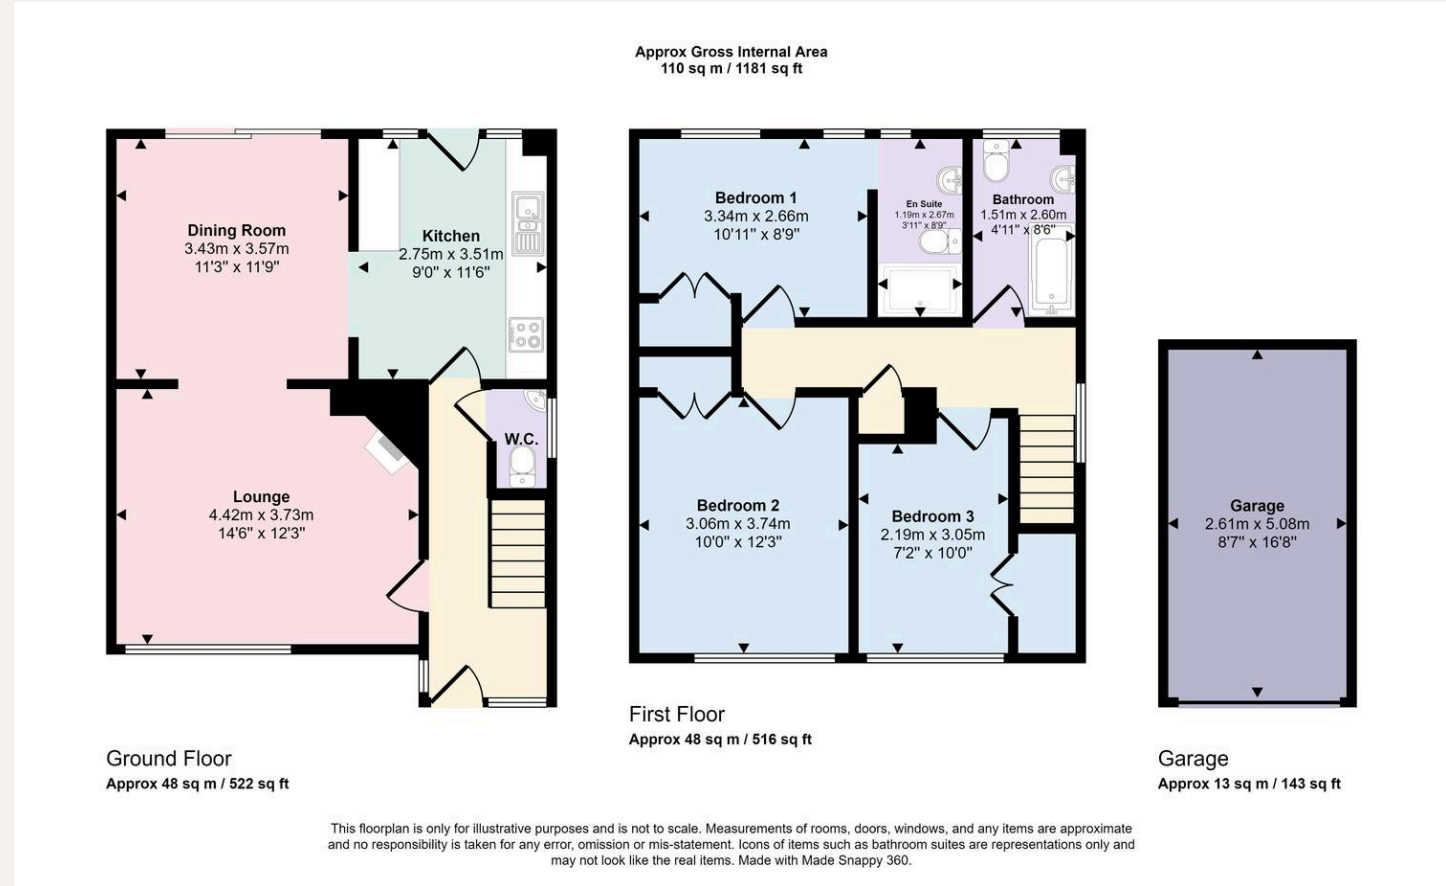 Approx Gross Internal Area
110 sq m / 1181 sq ft
Dining Room
3.43m x 3.57m
11'3" x 11'9"
Kitchen
2.75m x 3.51m
9'0" x 11'6"
W.C.
Lounge
4.42m x 3.73m
14'6" x 12'3"
Ground Floor
Approx 48 sq m / 522 sq ft
Bedroom 1
3.34m x 2.66m
10'11" x 8'9"
En Suite
1.19m x 2.67m
3'11" x 8'9"
Bathroom
1.51m x 2.60m
4'11" x 8'6"
Bedroom 2
3.06m x 3.74m
10'0" x 12'3"
Bedroom 3
2.19m x 3.05m
7'2" x 10'0"
First Floor
Approx 48 sq m / 516 sq ft
Garage
2.61m x 5.08m
8'7" x 16'8"
Garage
Approx 13 sq m / 143 sq ft
This floorplan is only for illustrative purposes and is not to scale. Measurements of rooms, doors, windows, and any items are approximate
and no responsibility is taken for any error, omission or mis-statement. Icons of items such as bathroom suites are representations only and
may not look like the real items. Made with Made Snappy 360.